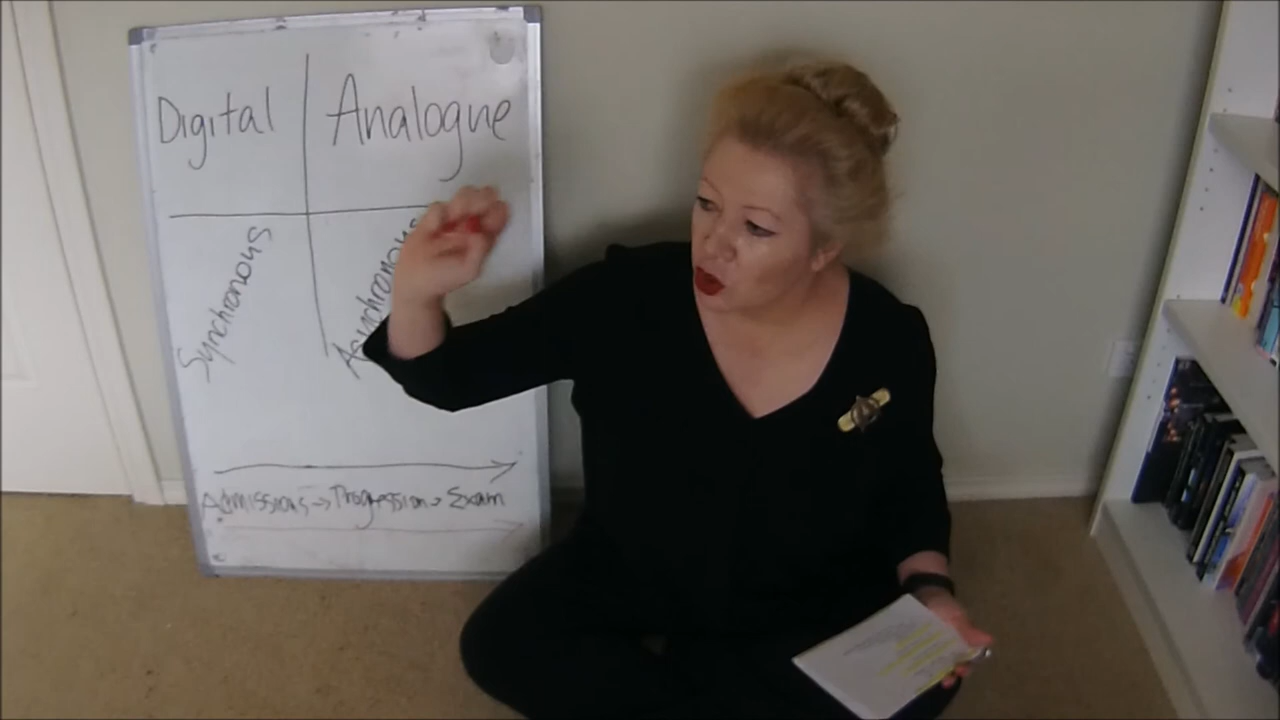 Digital Analogue
Synchronous
Asynchronous
Admissions → Progression → Exam